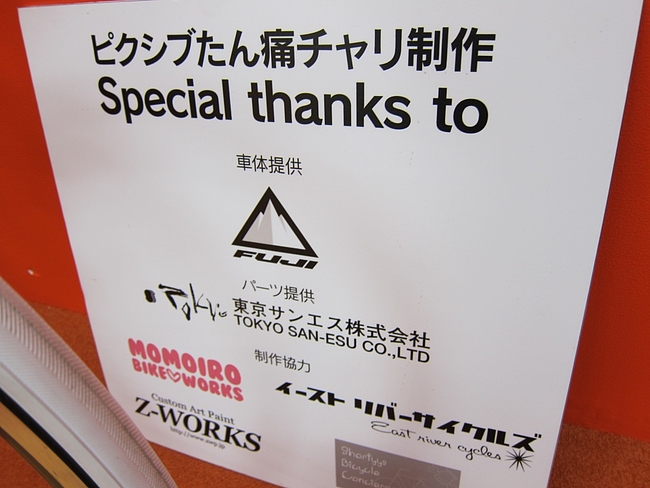 ピクシブたん痛チャリ制作
Special thanks to
車体提供
FUJI
パーツ提供
東京サンエス株式会社
TOKYO SAN-ESU CO.,LTD
制作協力
MOMOIRO
BIKE♥WORKS
イースト リバーサイクルズ
East river cycles
Custom Art Paint
Z-WORKS
Bicycle